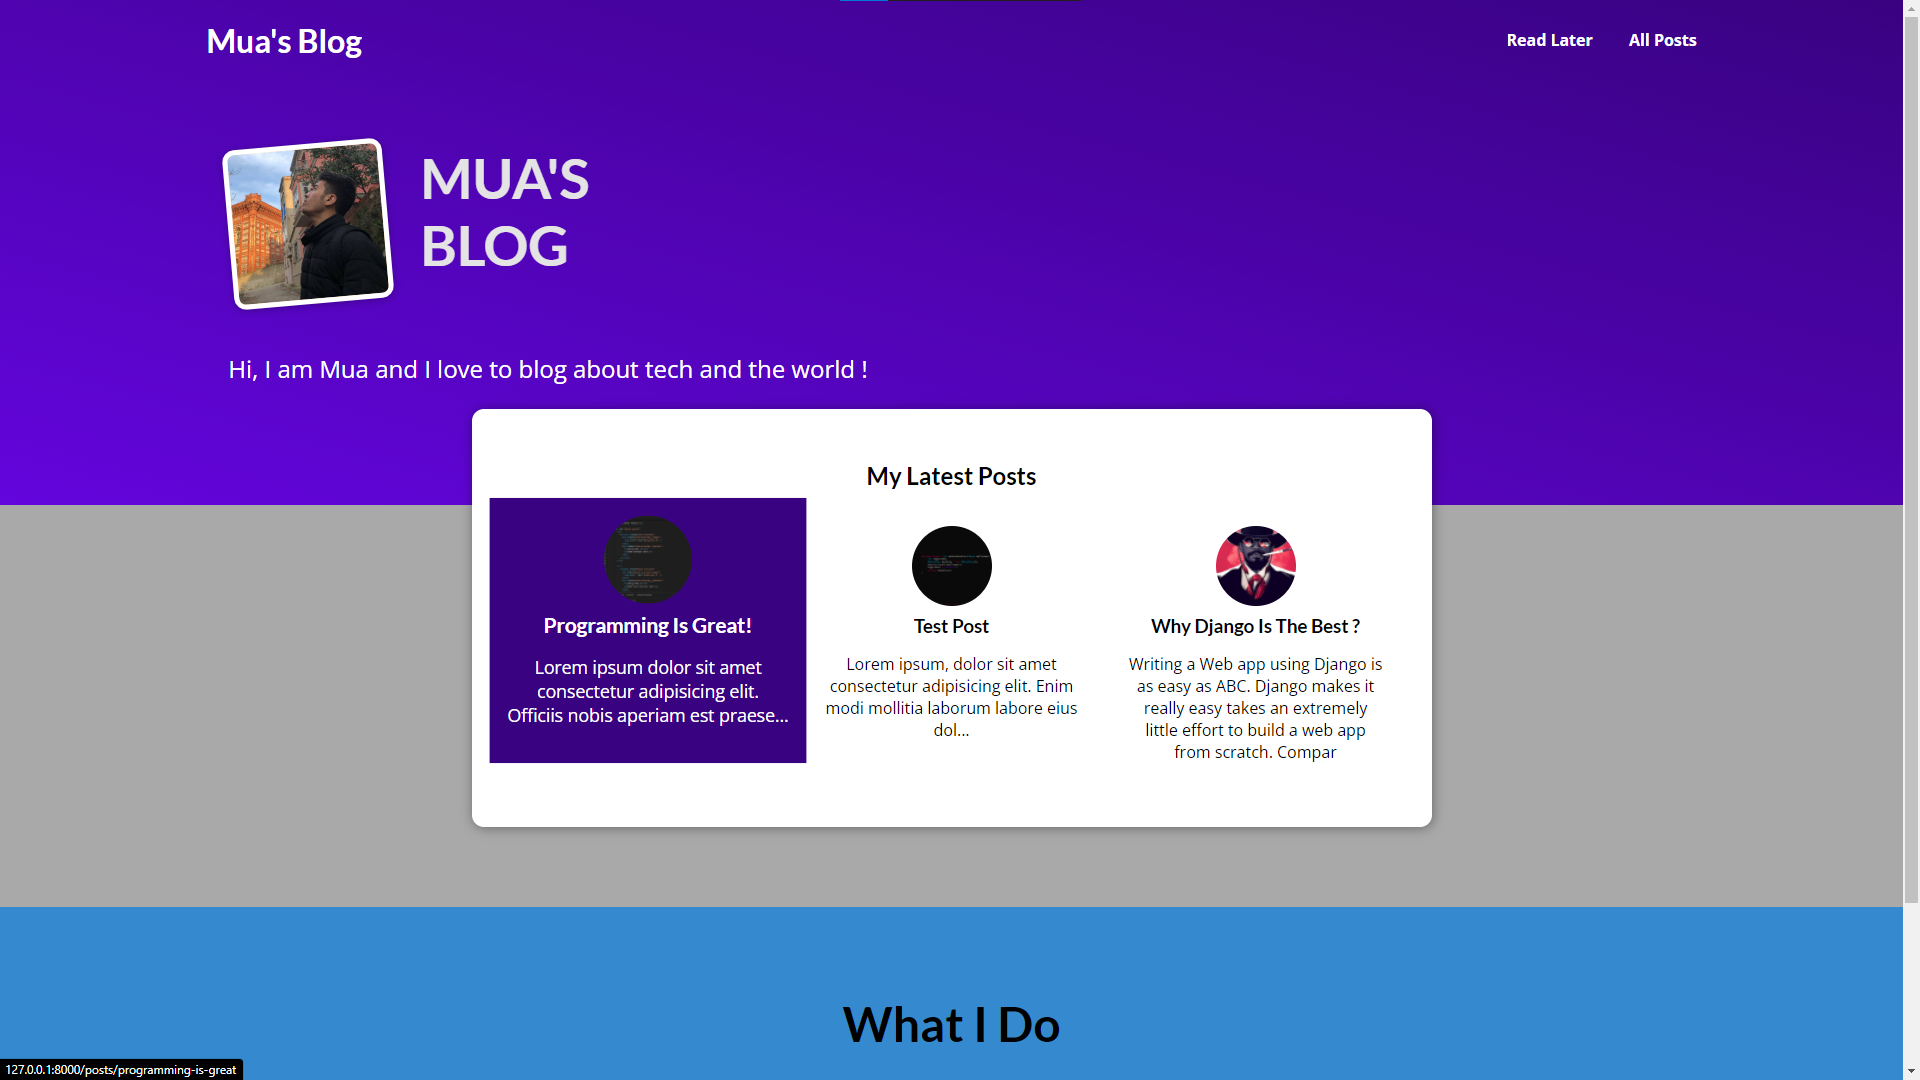 Mua's Blog
Read Later
All Posts
MUA'S
BLOG
Hi, I am Mua and I love to blog about tech and the world !
My Latest Posts
Programming Is Great!
Lorem ipsum dolor sit amet
consectetur adipisicing elit.
Officiis nobis aperiam est praese...
Test Post
Lorem ipsum, dolor sit amet
consectetur adipisicing elit. Enim
modi mollitia laborum labore eius
dol...
Why Django Is The Best ?
Writing a Web app using Django is
as easy as ABC. Django makes it
really easy takes an extremely
little effort to build a web app
from scratch. Compar
What I Do
127.0.0.1:8000/posts/programming-is-great